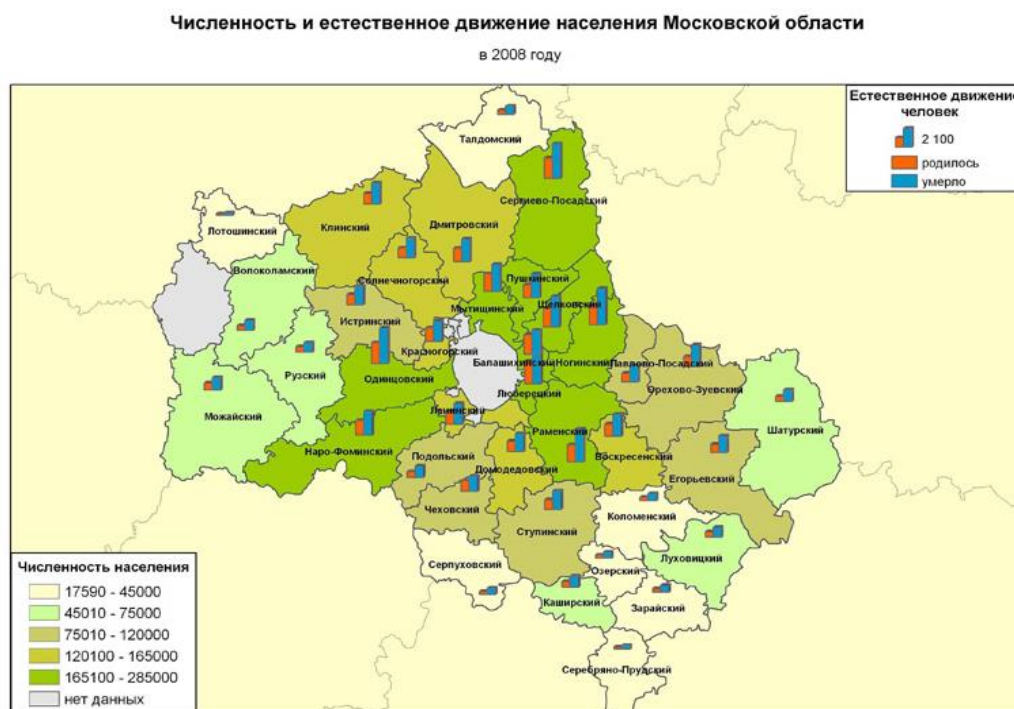 Численность и естественное движение населения Московской области
в 2008 году
Естественное движение
человек
2 100
родилось
умерло
Талдомский
Сергиево-Посадский
Лотошинский
Клинский
Дмитровский
Волоколамский
Солнечногорский
Пушкинский
Мытищинский
Щелковский
Истринский
Красногорский
Балашихинский
Ногинский
Павлово-Посадский
Рузский
Одинцовский
Люберецкий
Орехово-Зуевский
Можайский
Ленинский
Шатурский
Наро-Фоминский
Раменский
Подольский
Домодедовский
Воскресенский
Егорьевский
Чеховский
Ступинский
Коломенский
Серпуховский
Озерский
Луховицкий
Каширский
Зарайский
Серебряно-Прудский
Численность населения
17590 - 45000
45010 - 75000
75010 - 120000
120100 - 165000
165100 - 285000
нет данных